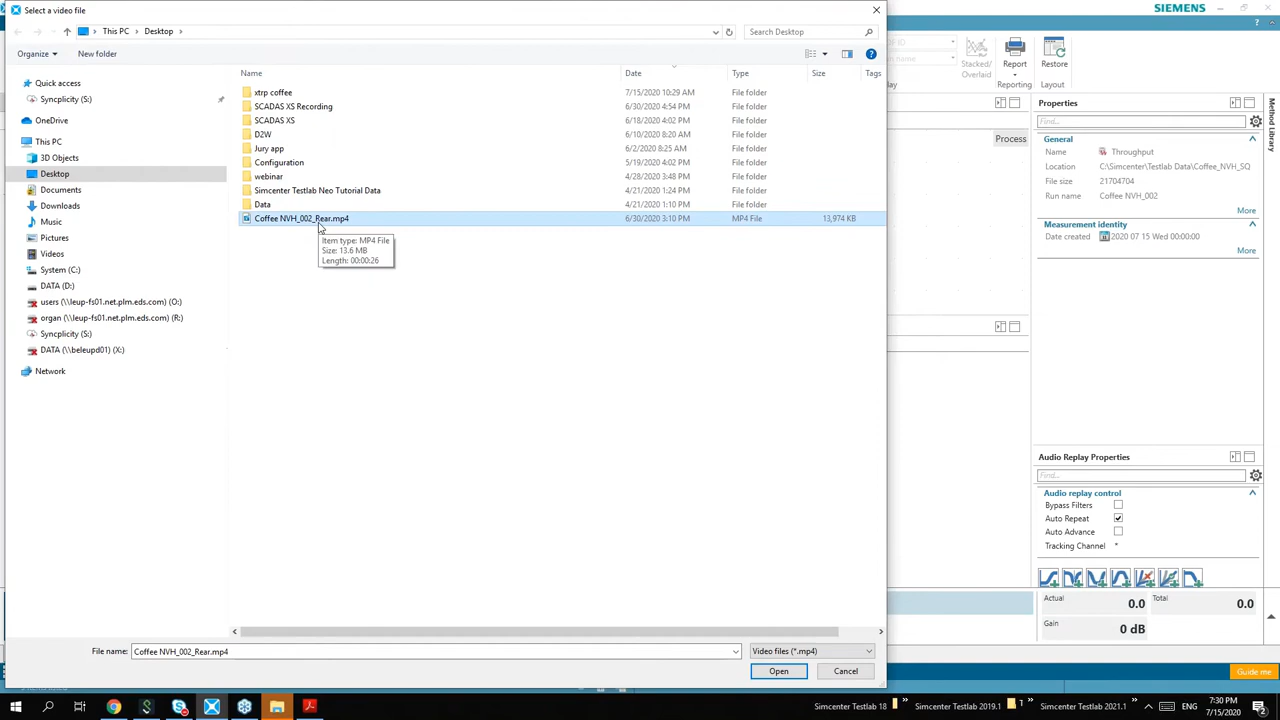 Select a video file
SIEMENS
This PC
Desktop
Search Desktop
Organize
New folder
Stacked/
Overlaid
Report
Reporting
Restore
Layout
Name
Date
Type
Size
Tags
Quick access
Syncplicity (S:)
OneDrive
This PC
3D Objects
Desktop
Documents
Downloads
Music
Pictures
Videos
System (C:)
DATA (D:)
users (\\leup-fs01.net.plm.eds.com) (O:)
organ (\\leup-fs01.net.plm.eds.com) (R:)
Syncplicity (S:)
DATA (\\beleupd01) (X:)
Network
xtrp coffee 7/15/2020 10:29 AM File folder
SCADAS XS Recording 6/30/2020 4:54 PM File folder
SCADAS XS 6/18/2020 4:02 PM File folder
D2W 6/10/2020 8:20 AM File folder
Jury app 6/2/2020 8:25 AM File folder
Configuration 5/19/2020 4:02 PM File folder
webinar 4/28/2020 3:48 PM File folder
Simcenter Testlab Neo Tutorial Data 4/21/2020 1:24 PM File folder
Data 4/21/2020 1:10 PM File folder
Coffee NVH_002_Rear.mp4 6/30/2020 3:10 PM MP4 File 13,974 KB
Item type: MP4 File
Size: 13.6 MB
Length: 00:00:26
Process
Properties
Find...
General
Name Throughput
Location C:\Simcenter\Testlab Data\Coffee_NVH_SQ
File size 21704704
Run name Coffee NVH_002
More
Measurement identity
Date created 2020 07 15 Wed 00:00:00
More
Method Library
Audio Replay Properties
Find...
Audio replay control
Bypass Filters
Auto Repeat
Auto Advance
Tracking Channel
Actual 0.0
Total 0.0
Gain 0 dB
File name: Coffee NVH_002_Rear.mp4
Video files (*.mp4)
Open
Cancel
Guide me
Simcenter Testlab 18
Simcenter Testlab 2019.1
1
Simcenter Testlab 2021.1
ENG
7:30 PM
7/15/2020
2